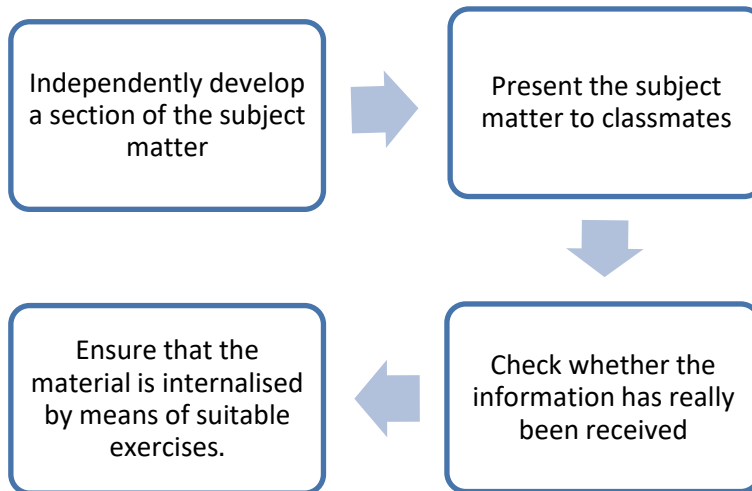 Independently develop
a section of the subject
matter
Present the subject
matter to classmates
Check whether the
information has really
been received
Ensure that the
material is internalised
by means of suitable
exercises.